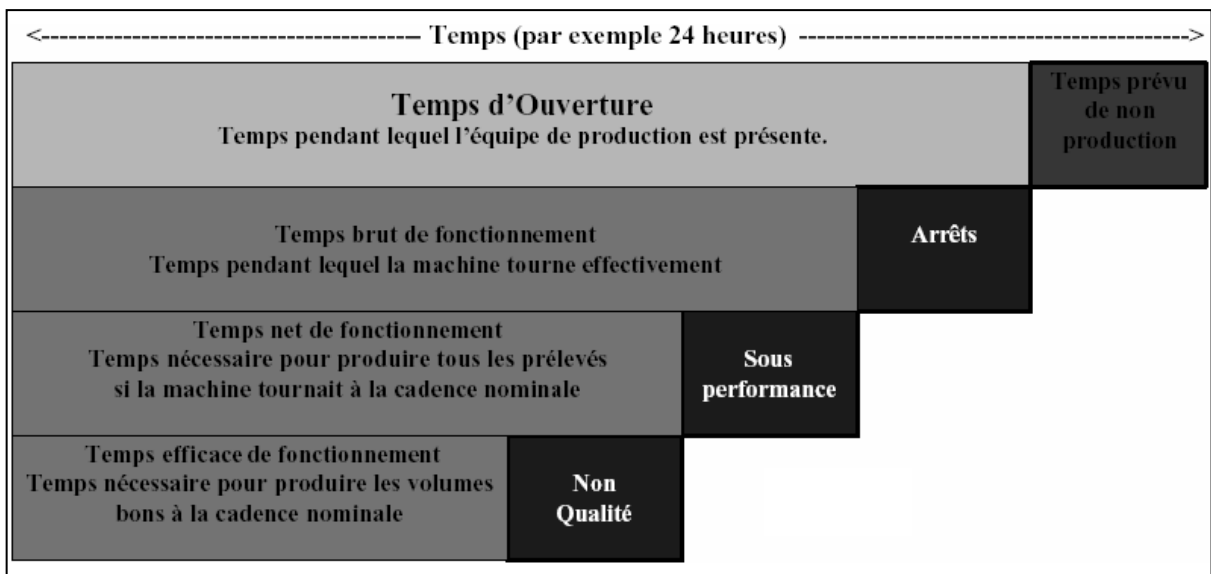 <---------------------------------------- Temps (par exemple 24 heures) ----------------------------------------->
Temps d'Ouverture
Temps pendant lequel l'équipe de production est présente.
Temps prévu
de non
production
Temps brut de fonctionnement
Temps pendant lequel la machine tourne effectivement
Arrêts
Temps net de fonctionnement
Temps nécessaire pour produire tous les prélevés
si la machine tournait à la cadence nominale
Sous
performance
Temps efficace de fonctionnement
Temps nécessaire pour produire les volumes
bons à la cadence nominale
Non
Qualité